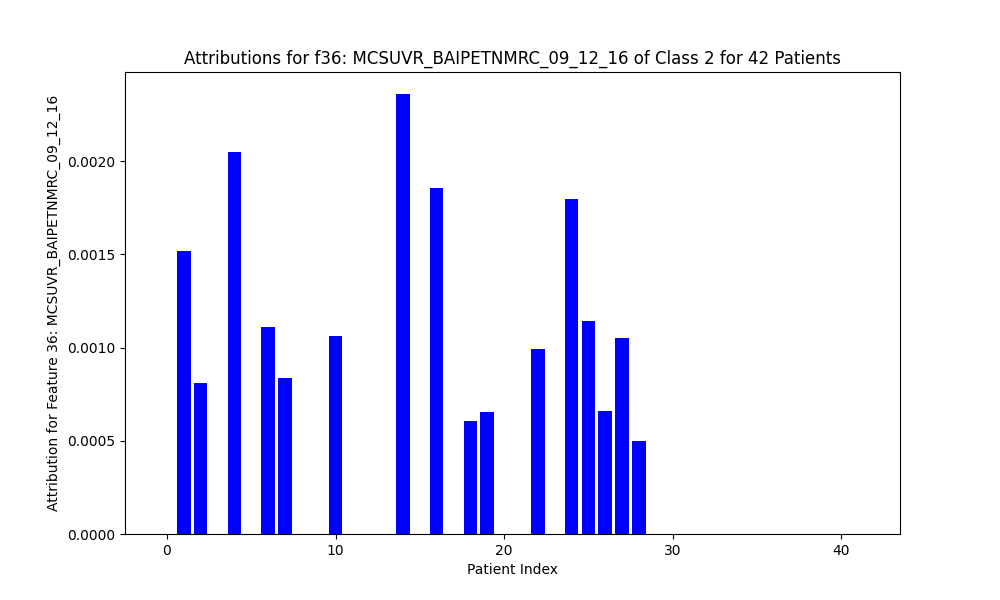 Attributions for f36: MCSUVR_BAIPETNMRC_09_12_16 of Class 2 for 42 Patients
Attribution for Feature 36: MCSUVR_BAIPETNMRC_09_12_16
0.0020
0.0015
0.0010
0.0005
0.0000
0 10 20 30 40
Patient Index